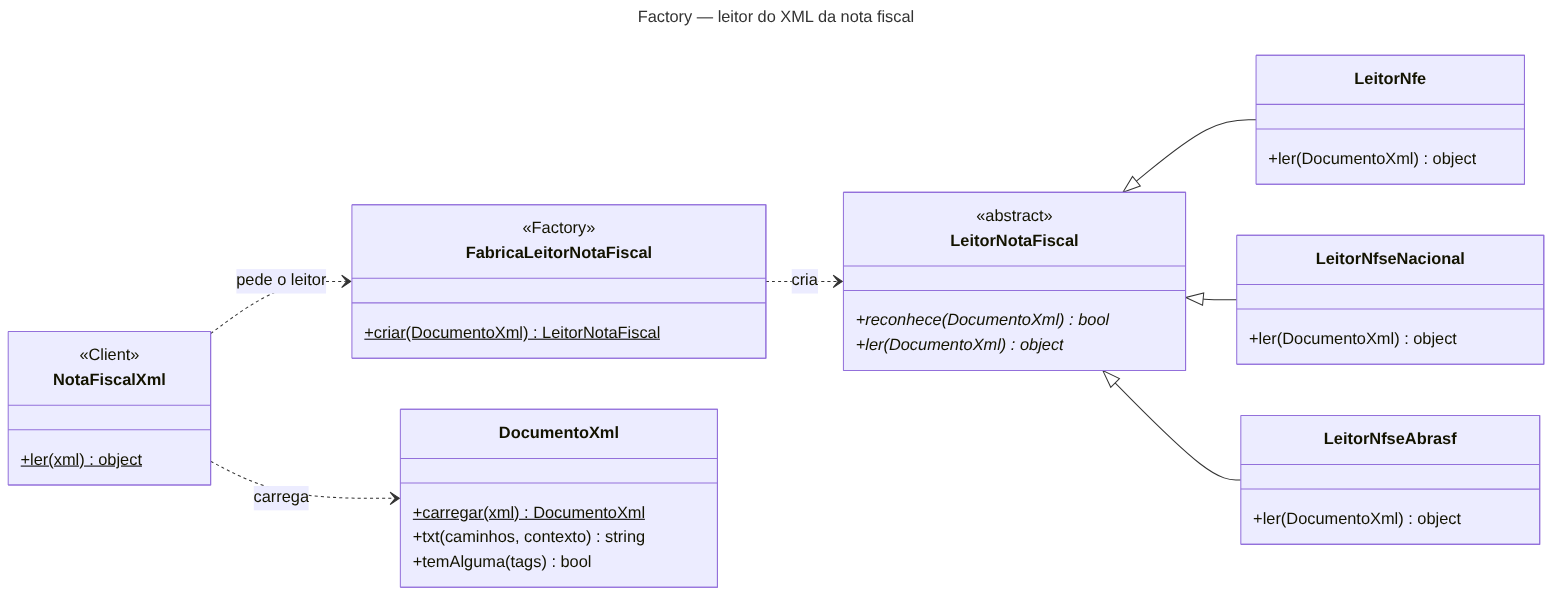 Factory — leitor do XML da nota fiscal
«Client»
NotaFiscalXml
+ler(xml) : object
pede o leitor
carrega
«Factory»
FabricaLeitorNotaFiscal
+criar(DocumentoXml) : LeitorNotaFiscal
DocumentoXml
+carregar(xml) : DocumentoXml
+txt(caminhos, contexto) : string
+temAlguma(tags) : bool
cria
«abstract»
LeitorNotaFiscal
+reconhece(DocumentoXml) : bool
+ler(DocumentoXml) : object
LeitorNfe
+ler(DocumentoXml) : object
LeitorNfseNacional
+ler(DocumentoXml) : object
LeitorNfseAbrasf
+ler(DocumentoXml) : object